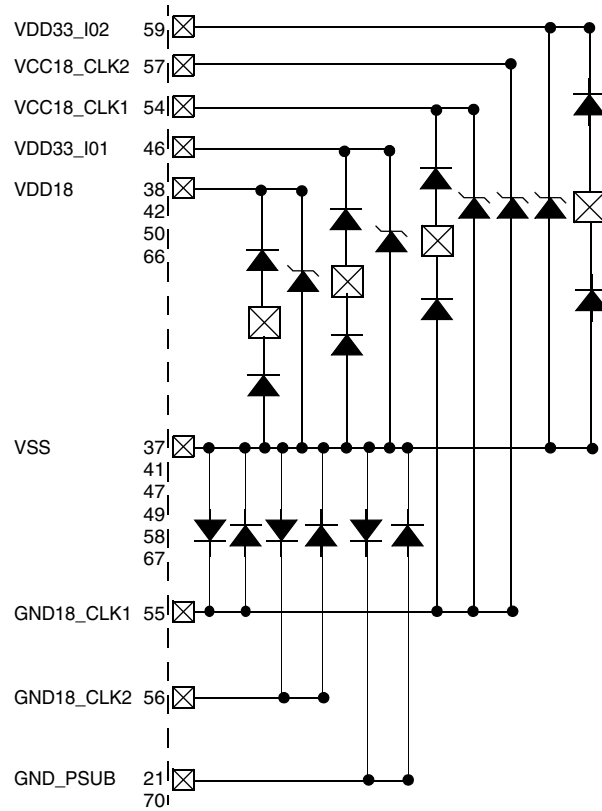 VDD33_I02 59
VCC18_CLK2 57
VCC18_CLK1 54
VDD33_I01 46
VDD18 38
42
50
66
VSS 37
41
47
49
58
67
GND18_CLK1 55
GND18_CLK2 56
GND_PSUB 21
70